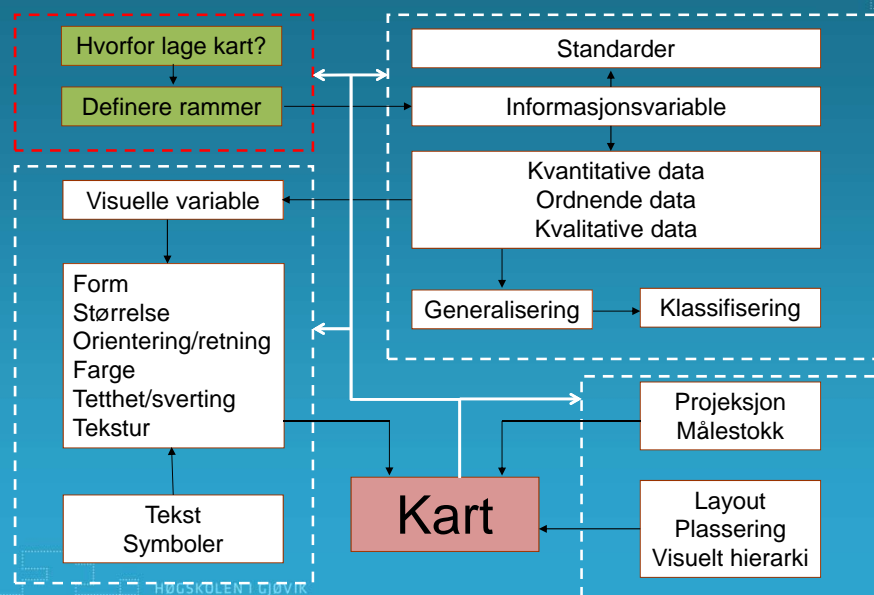 Hvorfor lage kart?
Definere rammer
Standarder
Informasjonsvariable
Kvantitative data
Ordnende data
Kvalitative data
Visuelle variable
Form
Størrelse
Orientering/retning
Farge
Tetthet/sverting
Tekstur
Generalisering
Klassifisering
Projeksjon
Målestokk
Tekst
Symboler
Kart
Layout
Plassering
Visuelt hierarki
HØGSKOLEN I GJØVIK